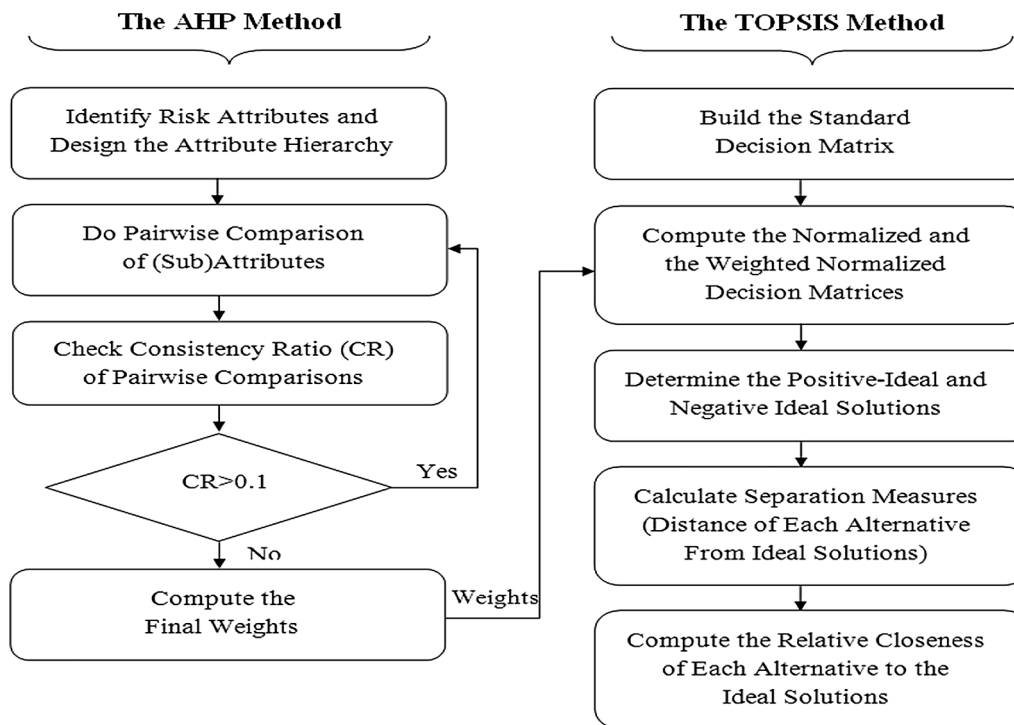 The AHP Method
Identify Risk Attributes and
Design the Attribute Hierarchy
Do Pairwise Comparison
of (Sub)Attributes
Check Consistency Ratio (CR)
of Pairwise Comparisons
CR>0.1
Yes
No
Compute the
Final Weights
Weights
The TOPSIS Method
Build the Standard
Decision Matrix
Compute the Normalized and
the Weighted Normalized
Decision Matrices
Determine the Positive-Ideal and
Negative Ideal Solutions
Calculate Separation Measures
(Distance of Each Alternative
From Ideal Solutions)
Compute the Relative Closeness
of Each Alternative to the
Ideal Solutions